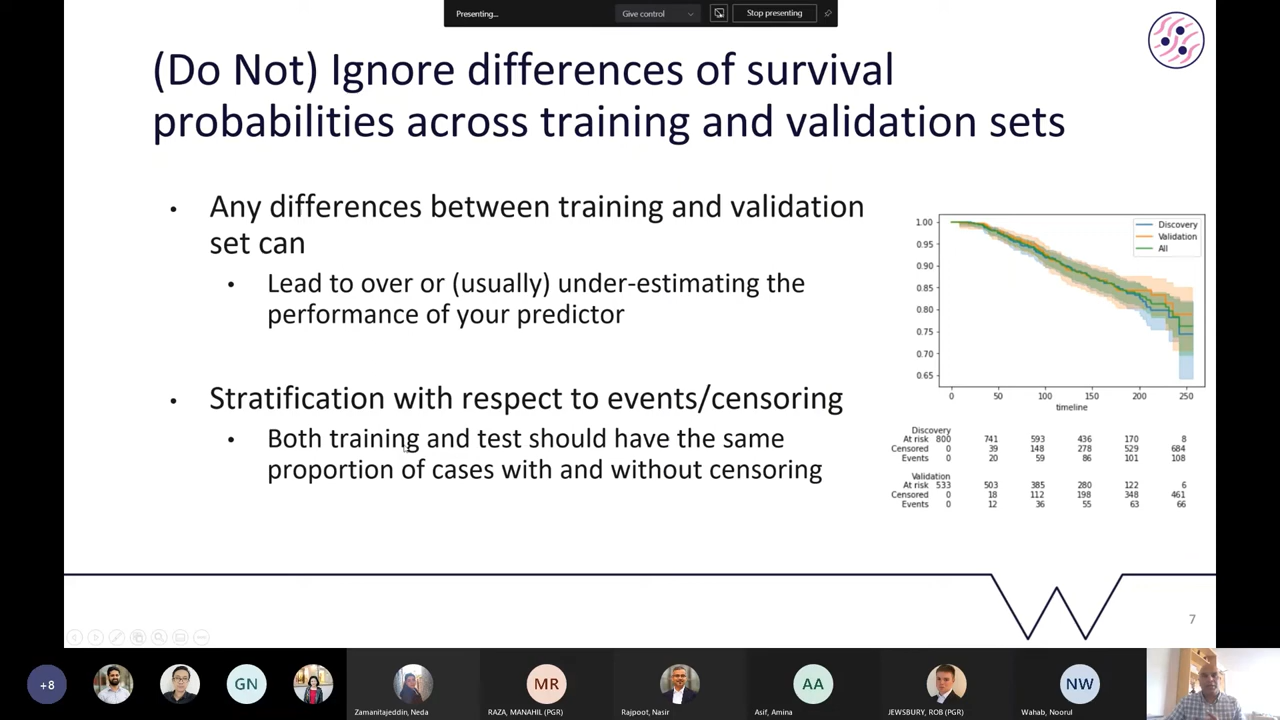 Presenting...
Give control
Stop presenting
(Do Not) Ignore differences of survival
probabilities across training and validation sets
• Any differences between training and validation
set can
• Lead to over or (usually) under-estimating the
performance of your predictor
• Stratification with respect to events/censoring
• Both training and test should have the same
proportion of cases with and without censoring
1.00
0.95
0.90
0.85
0.80
0.75
0.70
0.65
Discovery
Validation
All
0 50 100 150 200 250
timeline
Discovery
At risk 800 741 593 436 170 8
Censored 0 39 148 278 529 684
Events 0 20 59 86 101 108
Validation
At risk 533 503 385 280 122 6
Censored 0 18 112 198 348 461
Events 0 12 36 55 63 66
7
+8
GN
Zamanitajeddin, Neda
MR
RAZA, MANAHIL (PGR)
Rajpoot, Nasir
AA
Asif, Amina
JEWSBURY, ROB (PGR)
NW
Wahab, Noorul